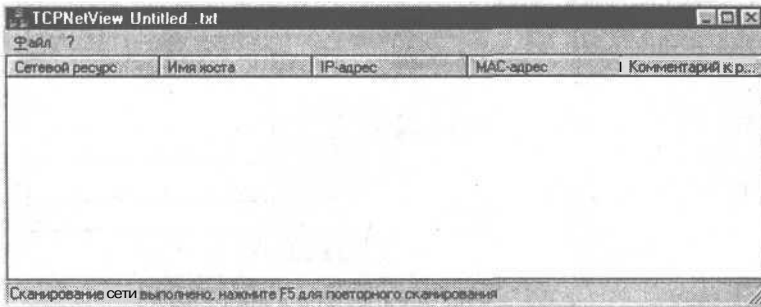 TCPNetView Untitled .txt
Файл ?
Сетевой ресурс Имя хоста IP-адрес MAC-адрес Комментарий к р...
Сканирование сети выполнено, нажмите F5 для повторного сканирования